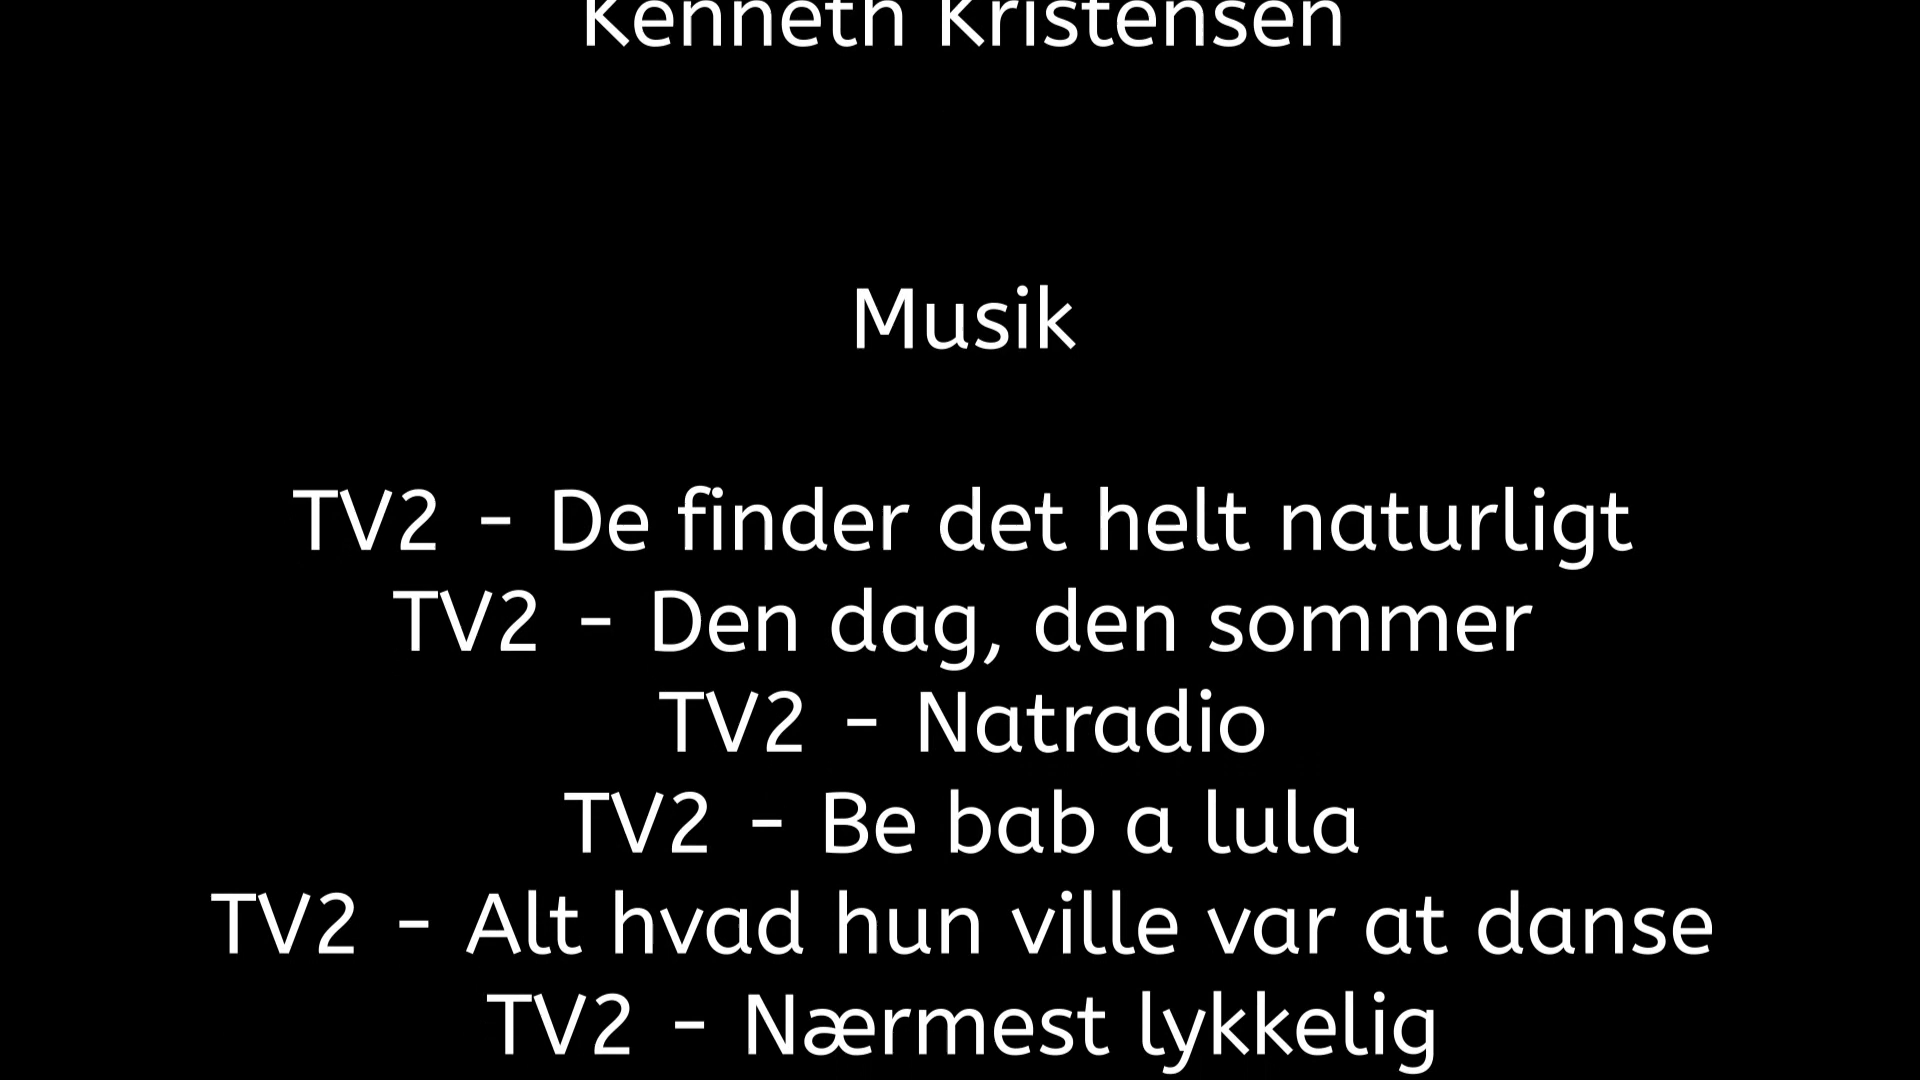 Kenneth Kristensen
Musik
TV2 - De finder det helt naturligt
TV2 - Den dag, den sommer
TV2 - Natradio
TV2 - Be bab a lula
TV2 - Alt hvad hun ville var at danse
TV2 - Nærmest lykkelig